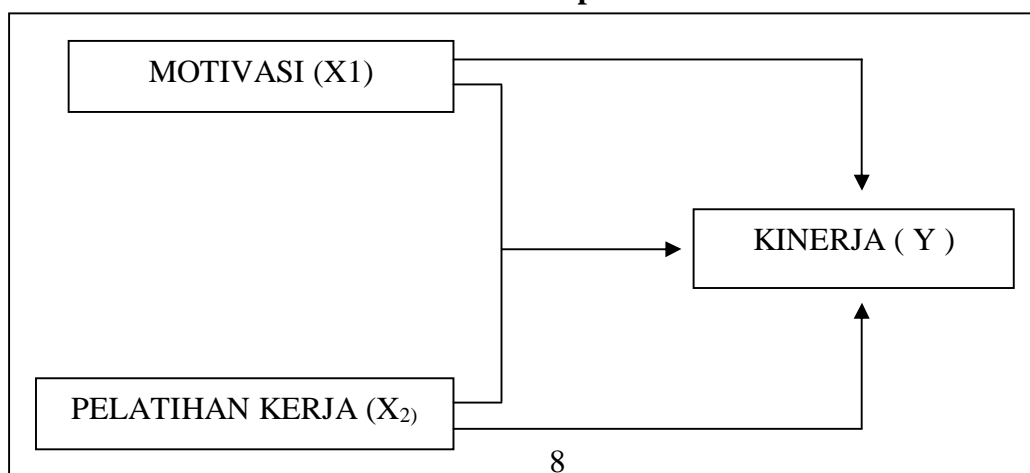 MOTIVASI (X1)
KINERJA ( Y )
PELATIHAN KERJA (X₂)
8